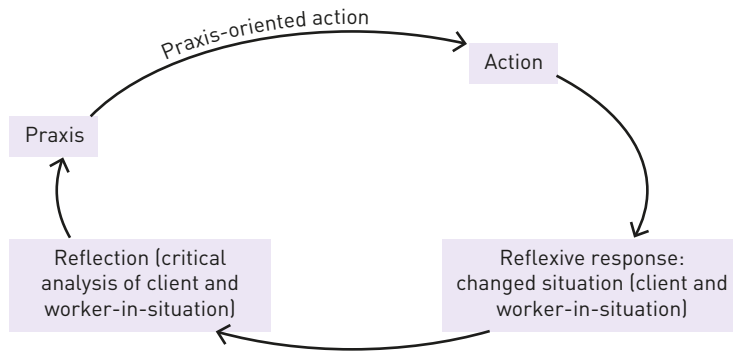 Praxis-oriented action
Action
Praxis
Reflection (critical
analysis of client and
worker-in-situation)
Reflexive response:
changed situation (client and
worker-in-situation)